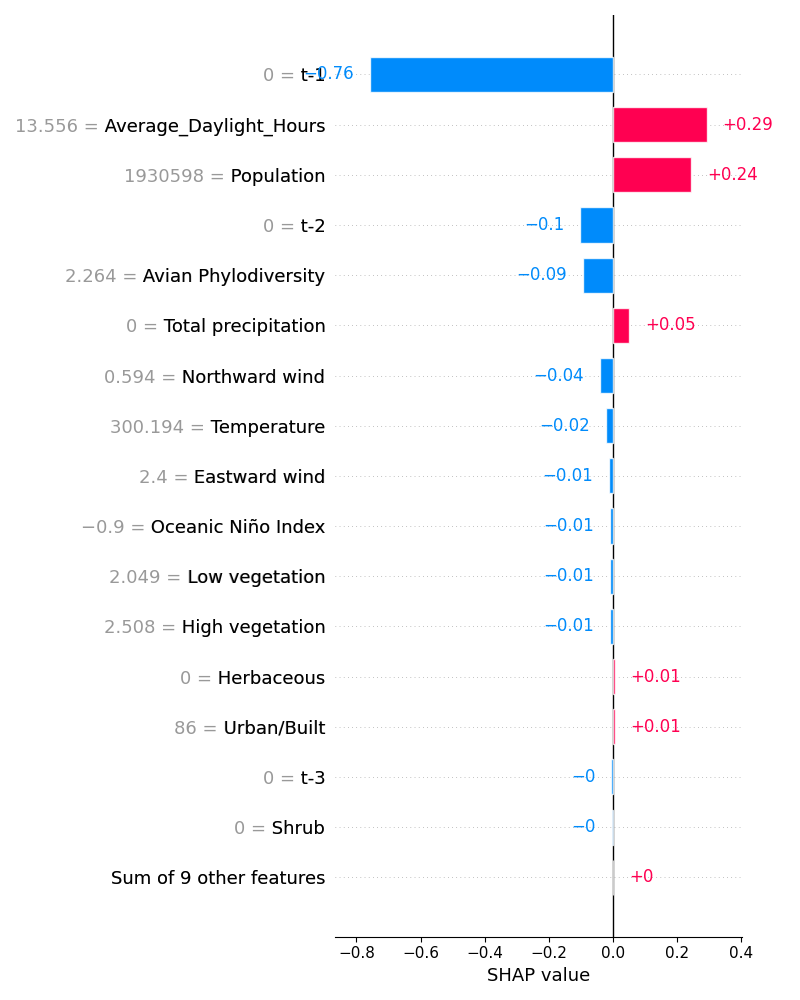 0 = t-1 −0.76
13.556 = Average_Daylight_Hours +0.29
1930598 = Population +0.24
0 = t-2 −0.1
2.264 = Avian Phylodiversity −0.09
0 = Total precipitation +0.05
0.594 = Northward wind −0.04
300.194 = Temperature −0.02
2.4 = Eastward wind −0.01
−0.9 = Oceanic Niño Index −0.01
2.049 = Low vegetation −0.01
2.508 = High vegetation −0.01
0 = Herbaceous +0.01
86 = Urban/Built +0.01
0 = t-3 −0
0 = Shrub −0
Sum of 9 other features +0
−0.8 −0.6 −0.4 −0.2 0.0 0.2 0.4
SHAP value